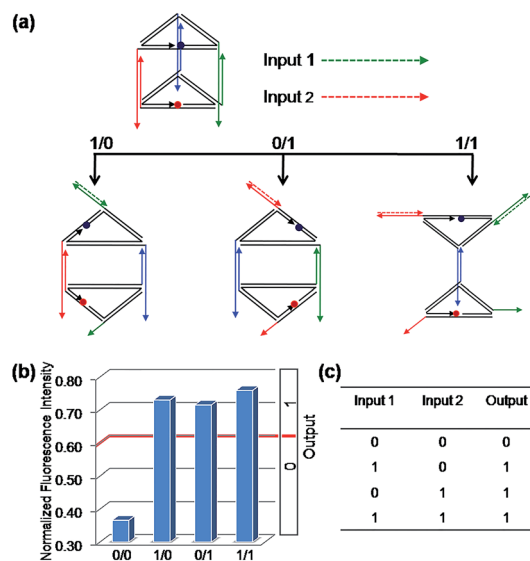 (a)
Input 1
Input 2
1/0
0/1
1/1
(b)
Normalized Fluorescence Intensity
0.80
0.70
0.60
0.50
0.40
0.30
0/0
1/0
0/1
1/1
1
0
Output
(c)
Input 1 Input 2 Output
0 0 0
1 0 1
0 1 1
1 1 1